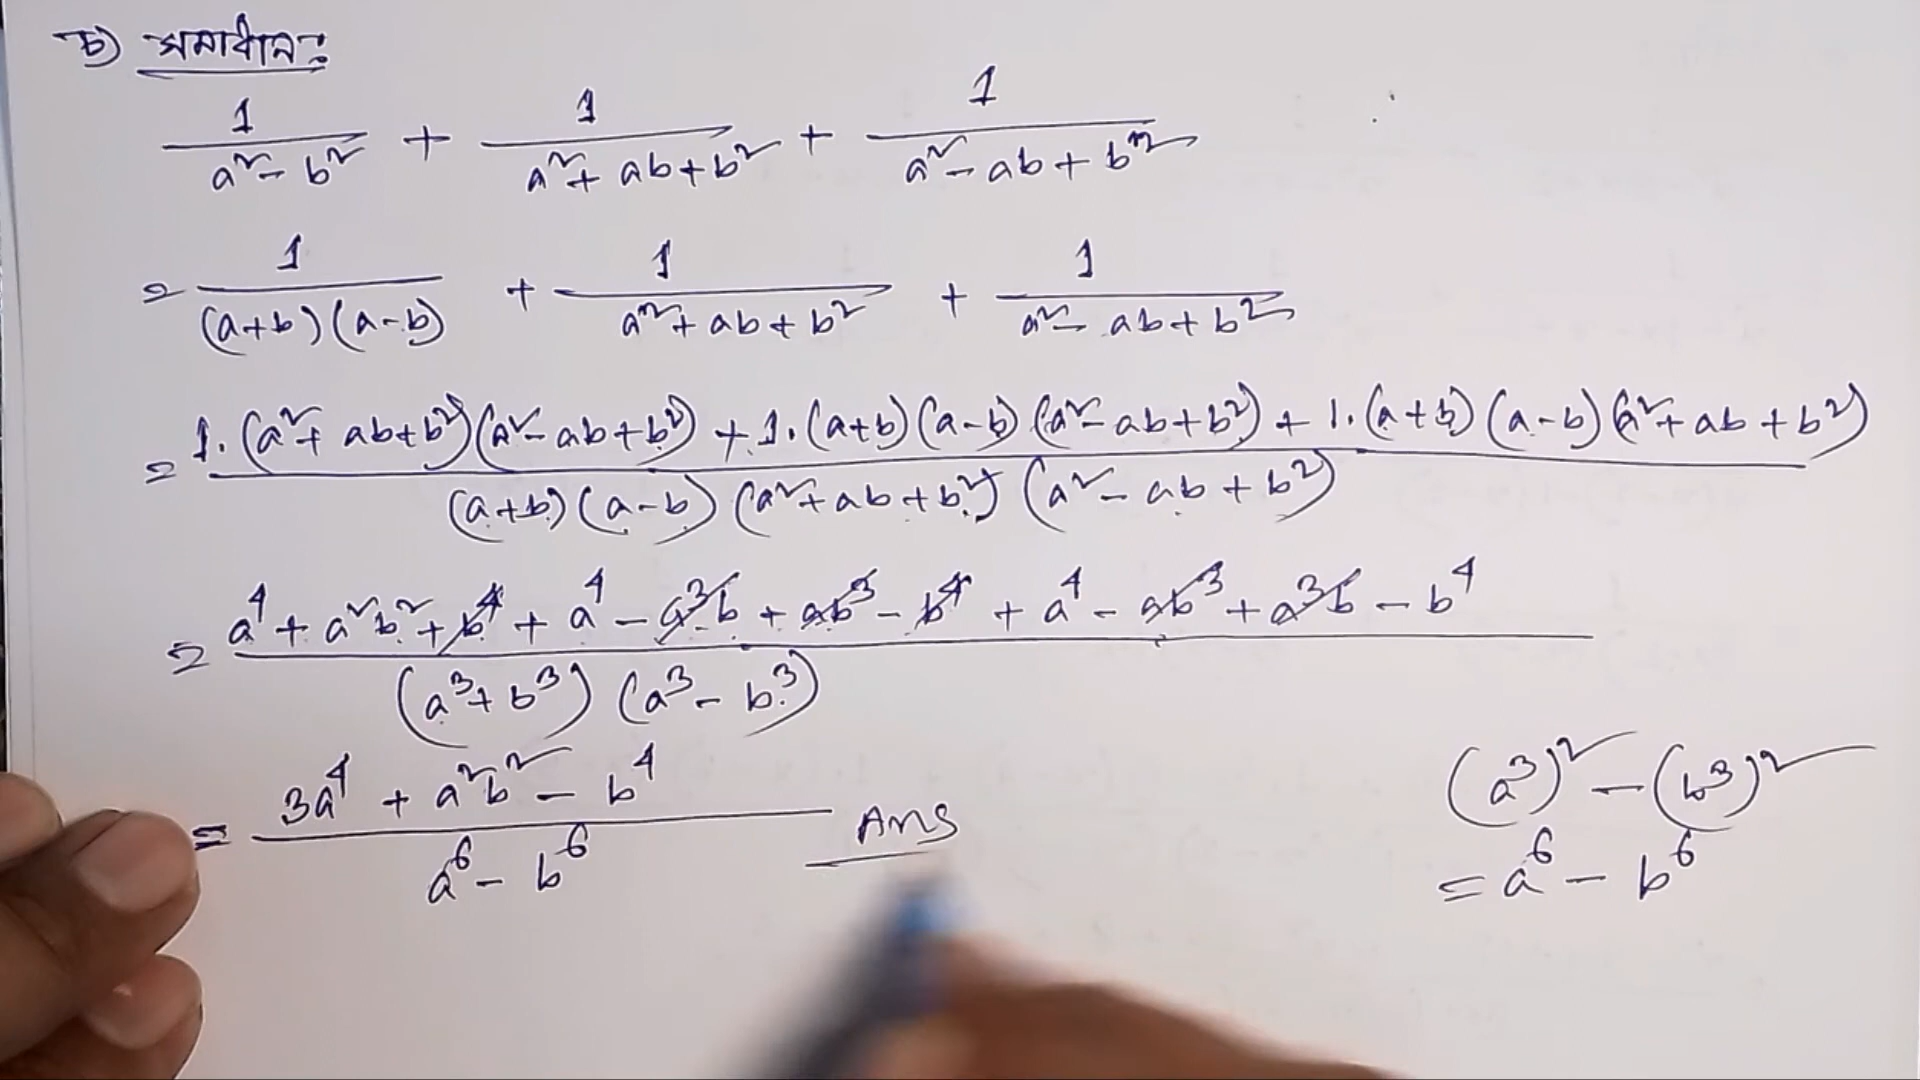 চ) সমাধান:
1/(a² - b²) + 1/(a² + ab + b²) + 1/(a² - ab + b²)
= 1/((a+b)(a-b)) + 1/(a² + ab + b²) + 1/(a² - ab + b²)
= (1.(a² + ab + b²)(a² - ab + b²) + 1.(a+b)(a-b)(a² - ab + b²) + 1.(a+b)(a-b)(a² + ab + b²))/((a+b)(a-b)(a² + ab + b²)(a² - ab + b²))
= (a⁴ + a²b² + b⁴ + a⁴ - a³b + ab³ - b⁴ + a⁴ - ab³ + a³b - b⁴)/((a³ + b³)(a³ - b³))
= (3a⁴ + a²b² - b⁴)/(a⁶ - b⁶) Ans
(a³)² - (b³)²
= a⁶ - b⁶